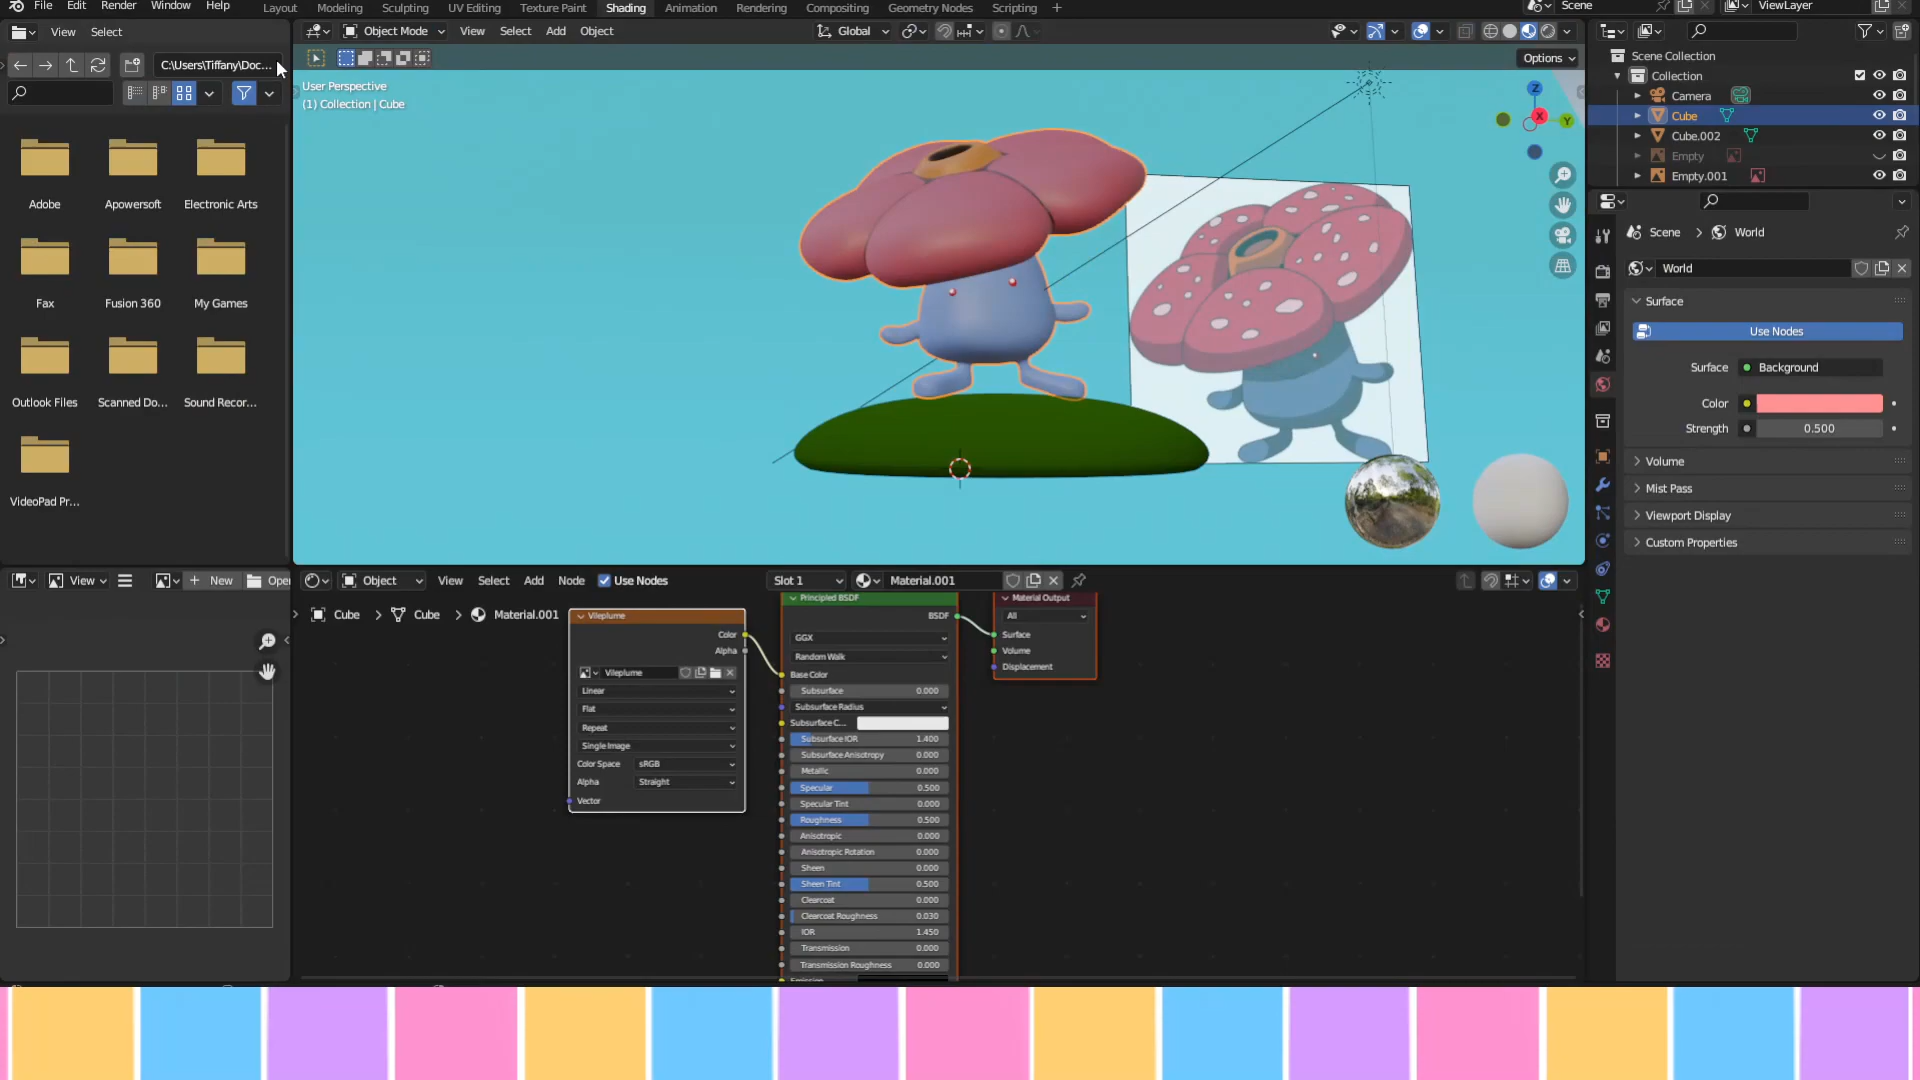 File Edit Render Window Help Layout Modeling Sculpting UV Editing Texture Paint Shading Animation Rendering Compositing Geometry Nodes Scripting + Scene ViewLayer
View Select Object Mode View Select Add Object Global
C:\Users\Tiffany\Doc... Options
User Perspective
(1) Collection | Cube
Scene Collection
Collection
Camera
Cube
Cube.002
Empty
Empty.001
Z
X
Y
Adobe Apowersoft Electronic Arts
Fax Fusion 360 My Games
Outlook Files Scanned Do... Sound Recor...
VideoPad Pr...
Scene > World
World
Surface
Use Nodes
Surface Background
Color
Strength 0.500
Volume
Mist Pass
Viewport Display
Custom Properties
View New Open Object View Select Add Node Use Nodes Slot 1 Material.001
Cube > Cube > Material.001
Vileplume
Color
Alpha
Vileplume
Linear
Flat
Repeat
Single Image
Color Space sRGB
Alpha Straight
Vector
Principled BSDF
BSDF
GGX
Random Walk
Base Color
Subsurface 0.000
Subsurface Radius
Subsurface C...
Subsurface IOR 1.400
Subsurface Anisotropy 0.000
Metallic 0.000
Specular 0.500
Specular Tint 0.000
Roughness 0.500
Anisotropic 0.000
Anisotropic Rotation 0.000
Sheen 0.000
Sheen Tint 0.500
Clearcoat 0.000
Clearcoat Roughness 0.030
IOR 1.450
Transmission 0.000
Transmission Roughness 0.000
Material Output
All
Surface
Volume
Displacement